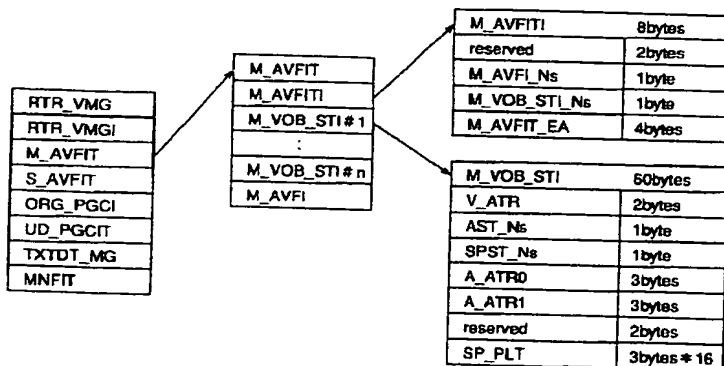 RTR_VMG
RTR_VMGI
M_AVFIT
S_AVFIT
ORG_PGCI
UD_PGCIT
TXTDT_MG
MNFIT
M_AVFIT
M_AVFITI
M_VOB_STI#1
:
M_VOB_STI#n
M_AVFI
M_AVFITI 8bytes
reserved 2bytes
M_AVFI_Ns 1byte
M_VOB_STI_Ns 1byte
M_AVFIT_EA 4bytes
M_VOB_STI 60bytes
V_ATR 2bytes
AST_Ns 1byte
SPST_Ns 1byte
A_ATR0 3bytes
A_ATR1 3bytes
reserved 2bytes
SP_PLT 3bytes*16